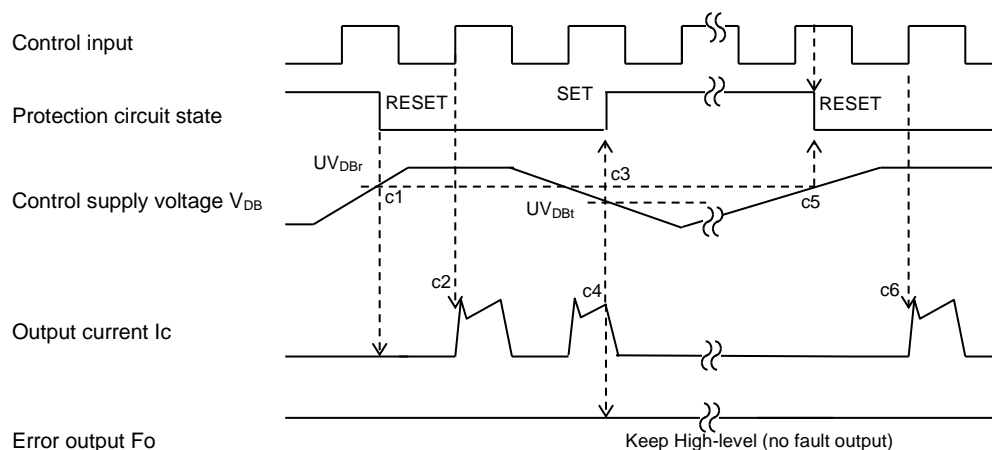 Control input
Protection circuit state
RESET
SET
RESET
UVDBr
c1
c3
c5
Control supply voltage VDB
UVDBt
c2
c4
c6
Output current Ic
Error output Fo
Keep High-level (no fault output)